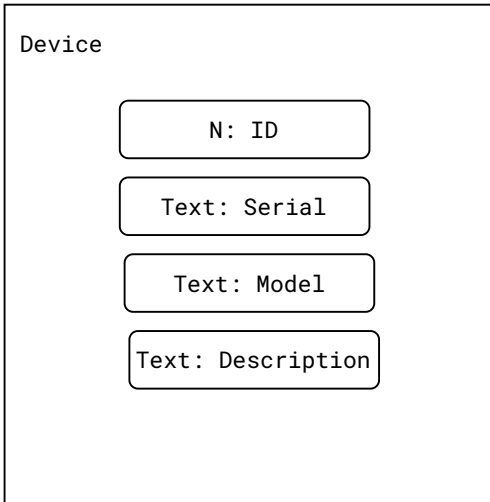 Device
N: ID
Text: Serial
Text: Model
Text: Description